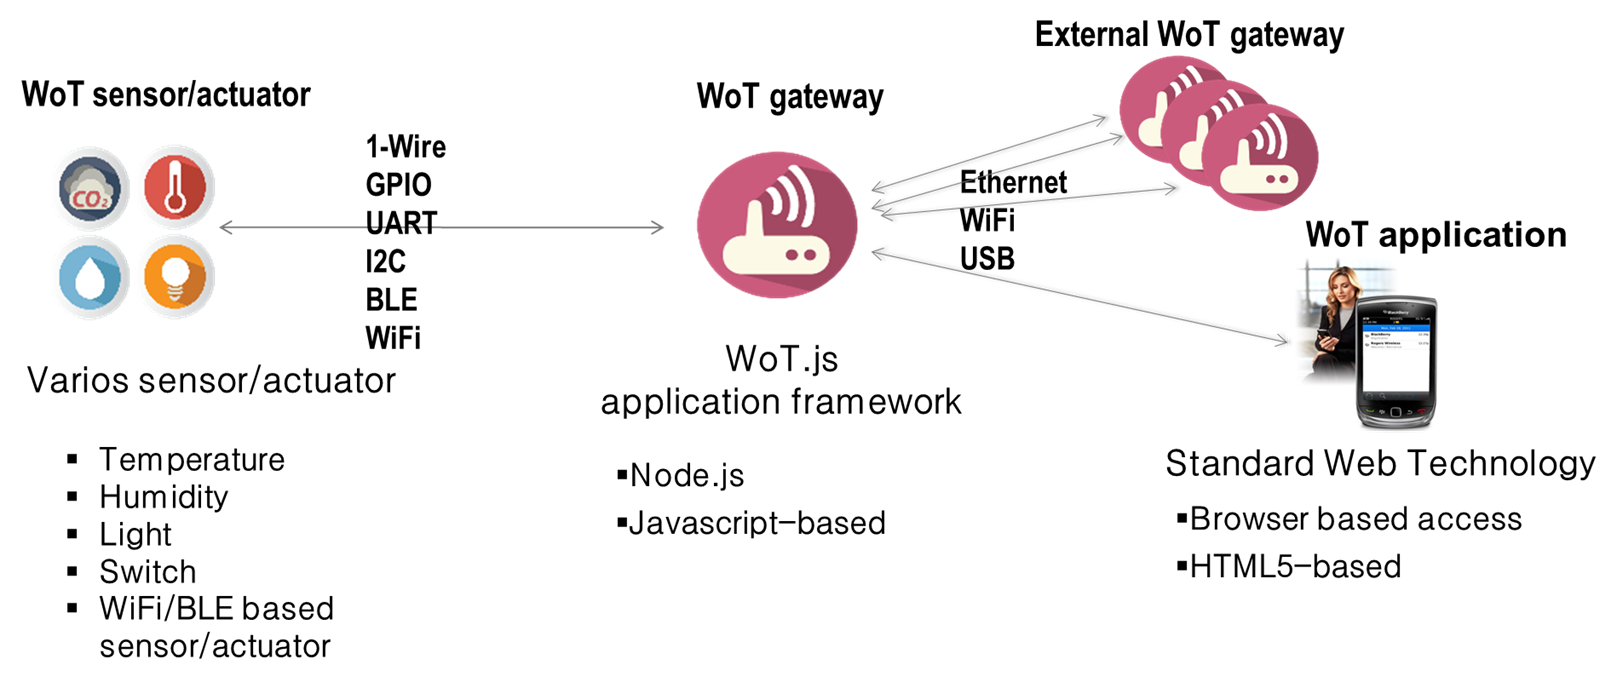 External WoT gateway
WoT sensor/actuator
WoT gateway
CO2
1-Wire
GPIO
UART
I2C
BLE
WiFi
Ethernet
WiFi
USB
WoT application
BlackBerry
Varios sensor/actuator
▪ Temperature
▪ Humidity
▪ Light
▪ Switch
▪ WiFi/BLE based
sensor/actuator
WoT.js
application framework
▪Node.js
▪Javascript-based
Standard Web Technology
▪Browser based access
▪HTML5-based